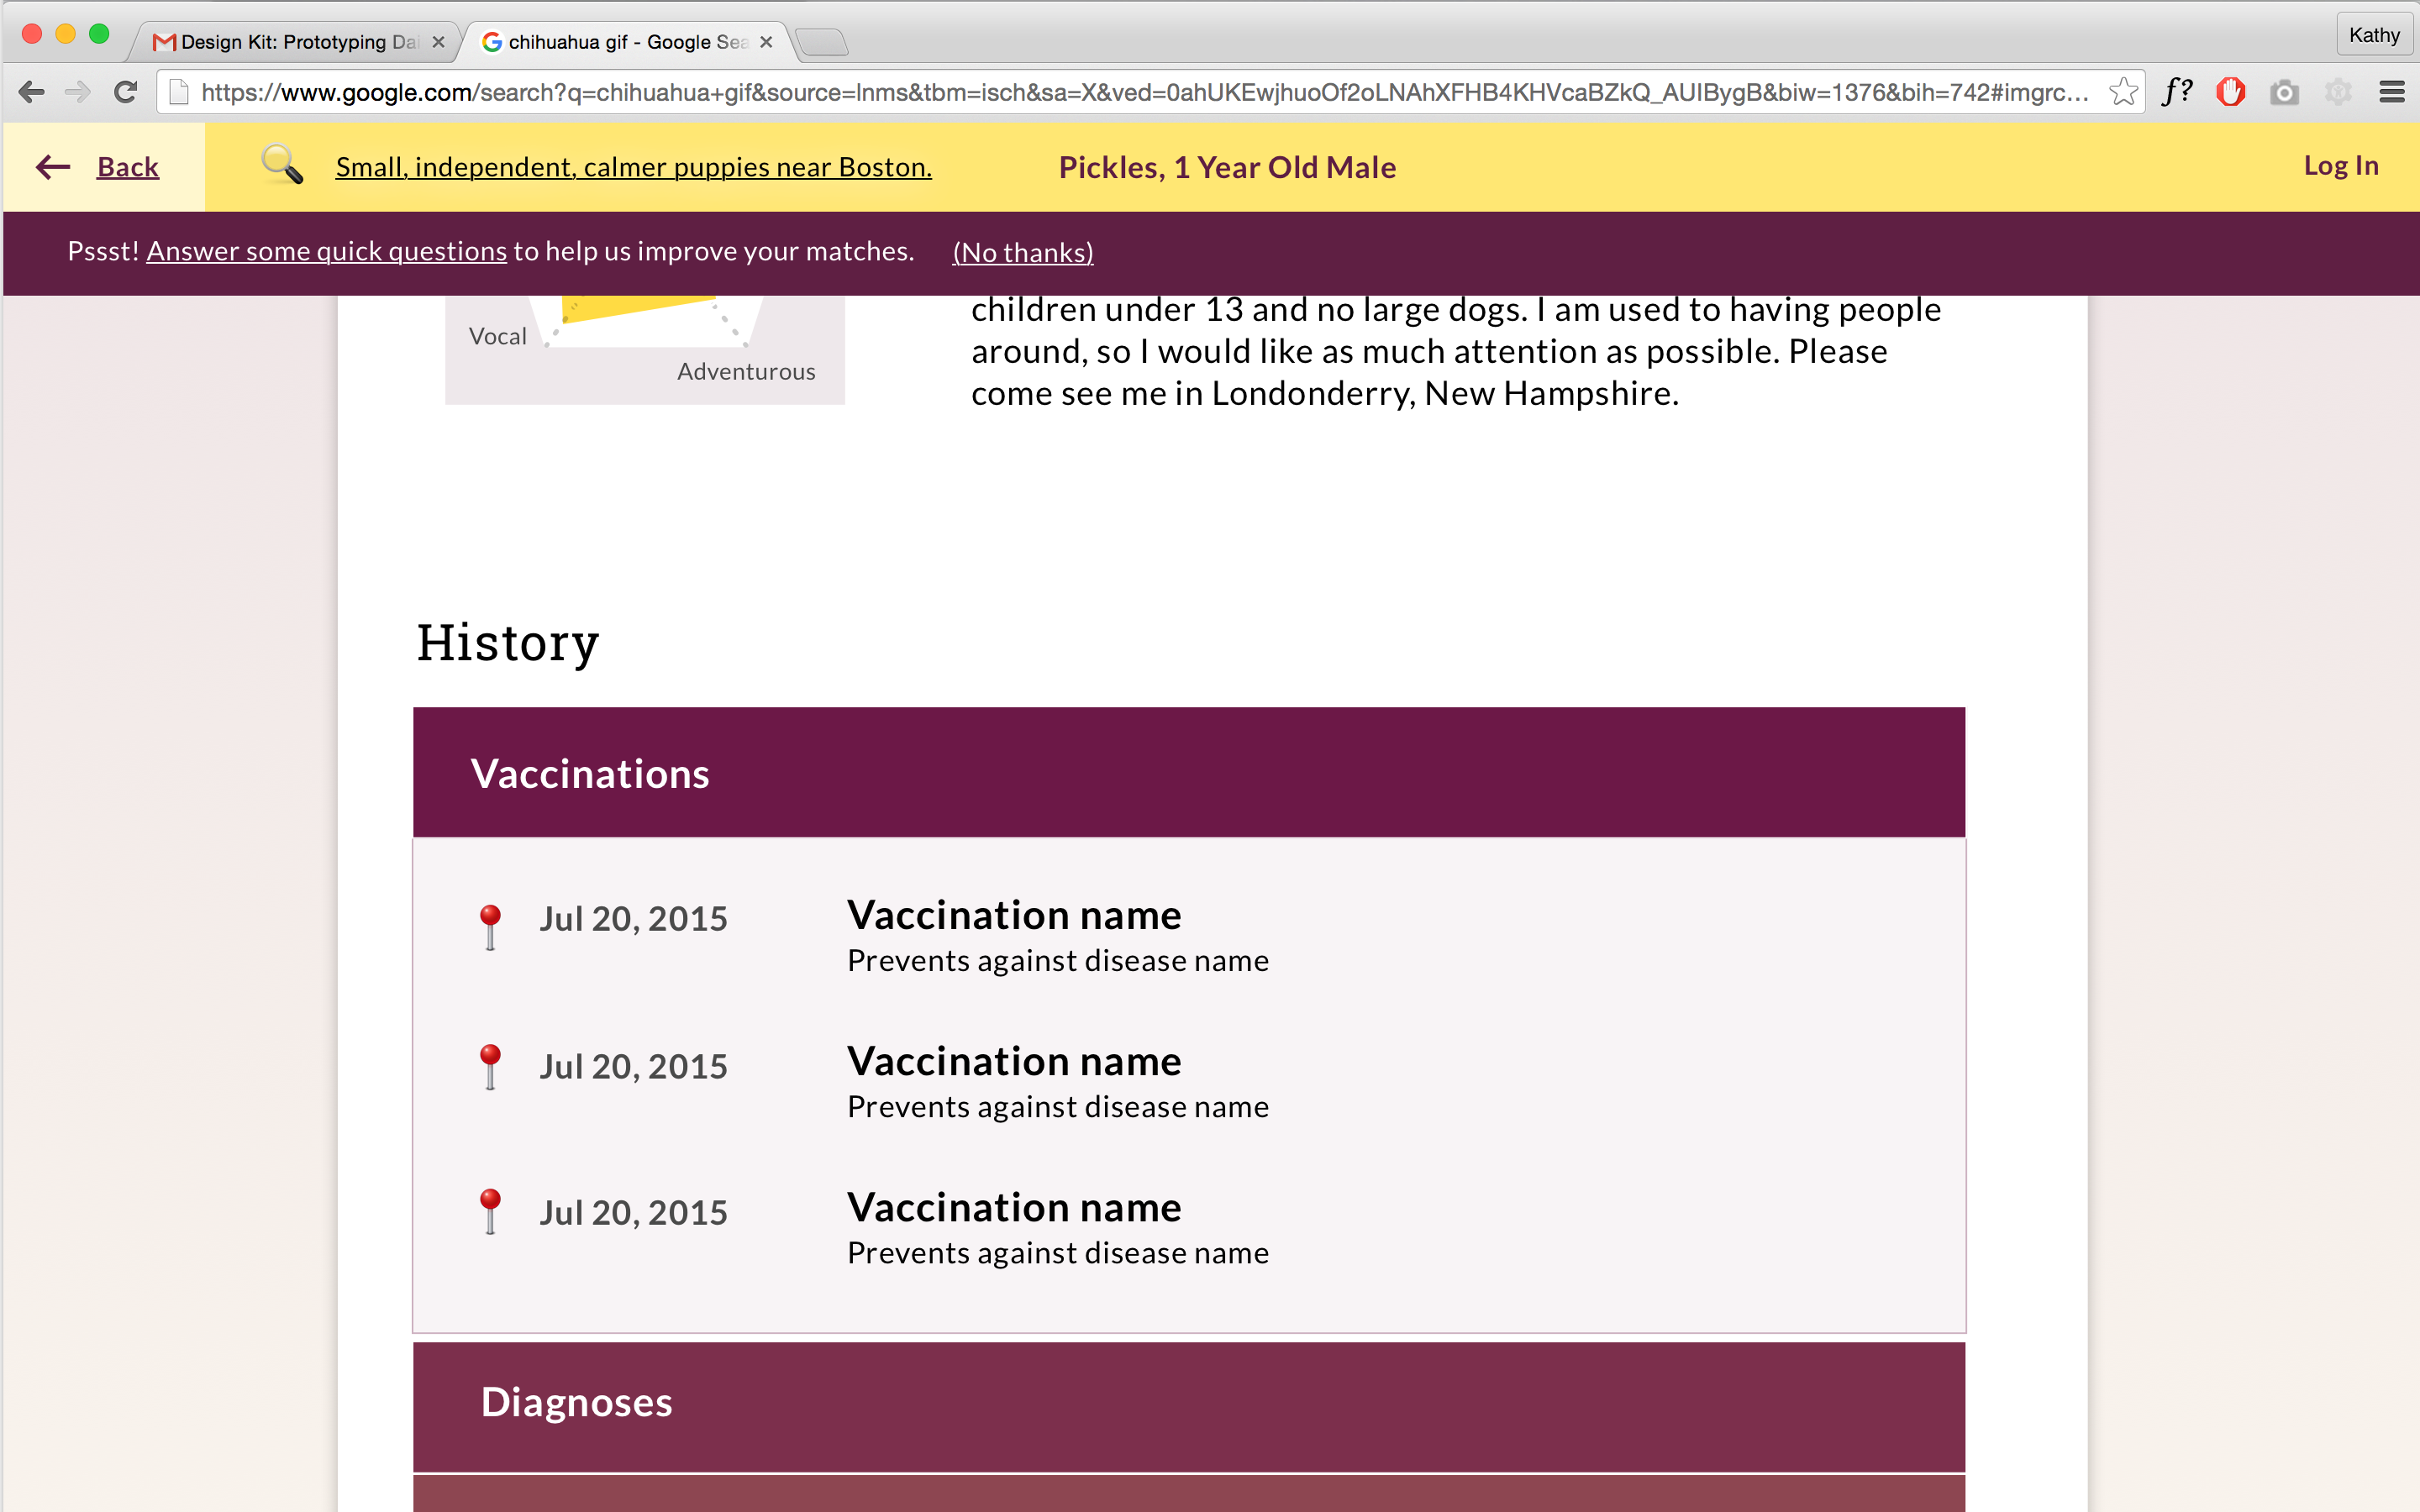 Design Kit: Prototyping Da
chihuahua gif - Google Sea
Kathy
https://www.google.com/search?q=chihuahua+gif&source=lnms&tbm=isch&sa=X&ved=0ahUKEwjhuoOf2oLNAhXFHB4KHVcaBZkQ_AUIBygB&biw=1376&bih=742#imgrc...
f?
Back
Small, independent, calmer puppies near Boston.
Pickles, 1 Year Old Male
Log In
Pssst! Answer some quick questions to help us improve your matches.
(No thanks)
Vocal
Adventurous
children under 13 and no large dogs. I am used to having people
around, so I would like as much attention as possible. Please
come see me in Londonderry, New Hampshire.
History
Vaccinations
Jul 20, 2015
Vaccination name
Prevents against disease name
Jul 20, 2015
Vaccination name
Prevents against disease name
Jul 20, 2015
Vaccination name
Prevents against disease name
Diagnoses